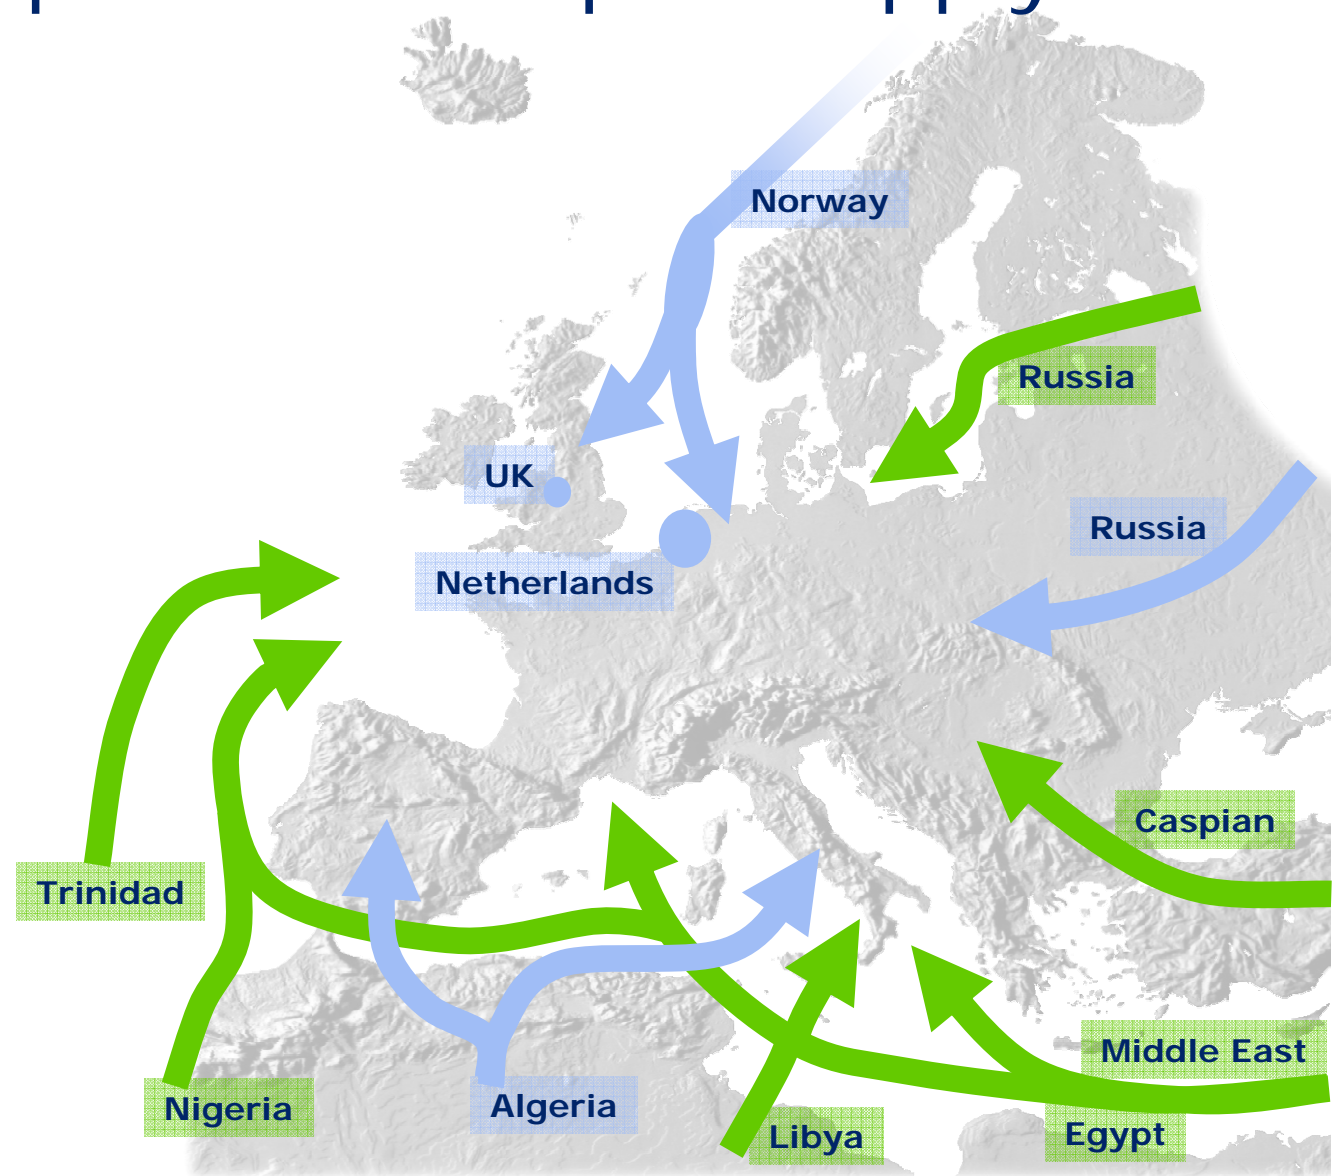 Norway
Russia
UK
Russia
Netherlands
Caspian
Trinidad
Middle East
Nigeria
Algeria
Libya
Egypt